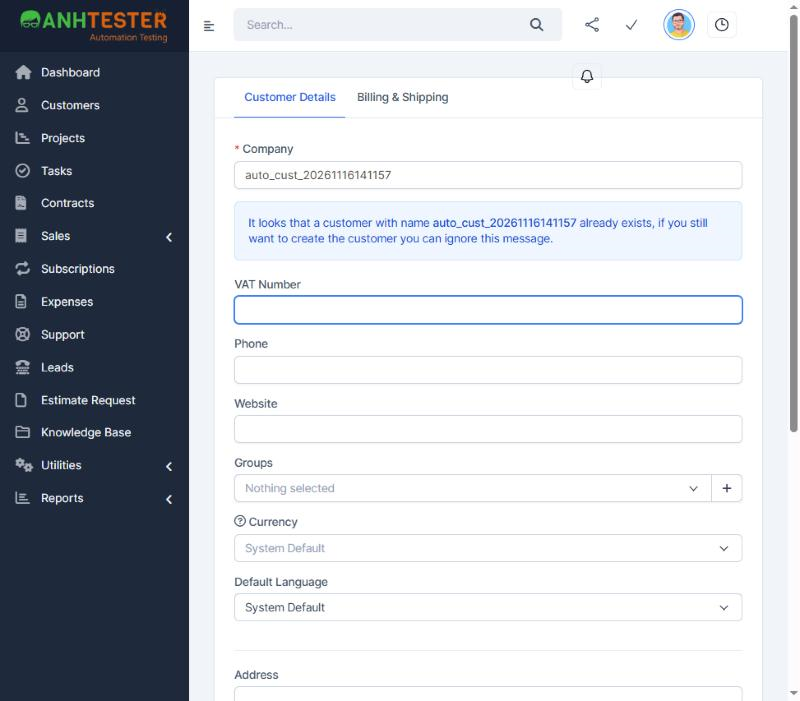 ANHTESTER
Automation Testing
Search...
Dashboard
Customers
Projects
Tasks
Contracts
Sales
Subscriptions
Expenses
Support
Leads
Estimate Request
Knowledge Base
Utilities
Reports
Customer Details
Billing & Shipping
* Company
auto_cust_20261116141157
It looks that a customer with name auto_cust_20261116141157 already exists, if you still
want to create the customer you can ignore this message.
VAT Number
Phone
Website
Groups
Nothing selected
Currency
System Default
Default Language
System Default
Address